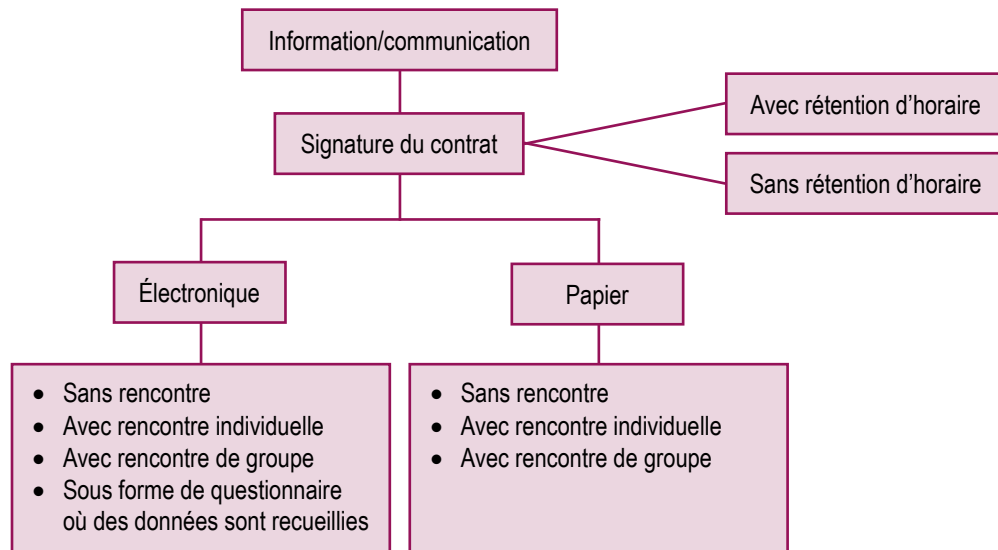 Information/communication
Signature du contrat
Avec rétention d’horaire
Sans rétention d’horaire
Électronique
Papier
• Sans rencontre
• Avec rencontre individuelle
• Avec rencontre de groupe
• Sous forme de questionnaire
où des données sont recueillies
• Sans rencontre
• Avec rencontre individuelle
• Avec rencontre de groupe